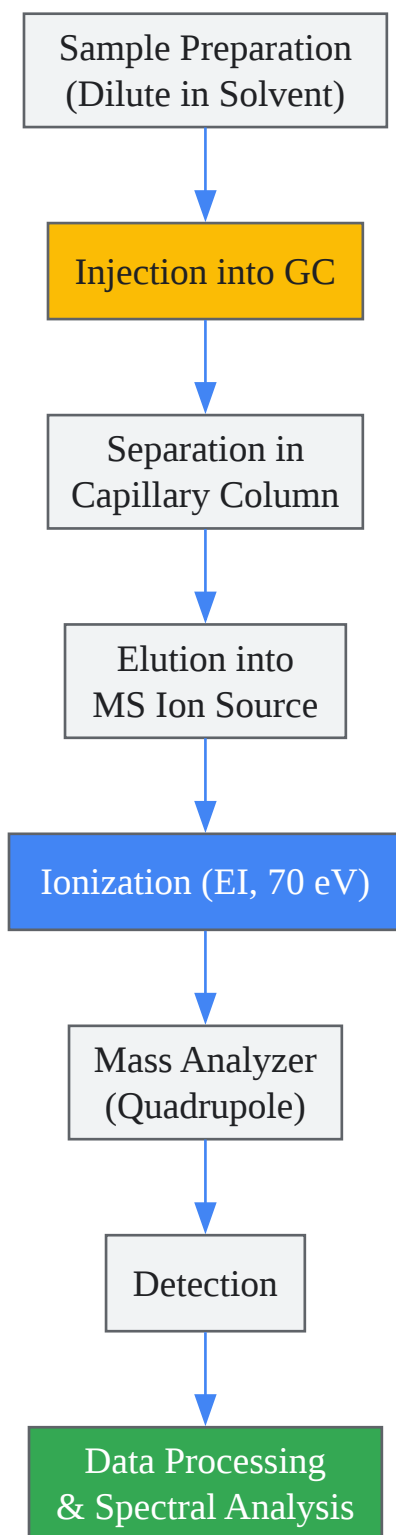 Sample Preparation
(Dilute in Solvent)
Injection into GC
Separation in
Capillary Column
Elution into
MS Ion Source
Ionization (EI, 70 eV)
Mass Analyzer
(Quadrupole)
Detection
Data Processing
& Spectral Analysis